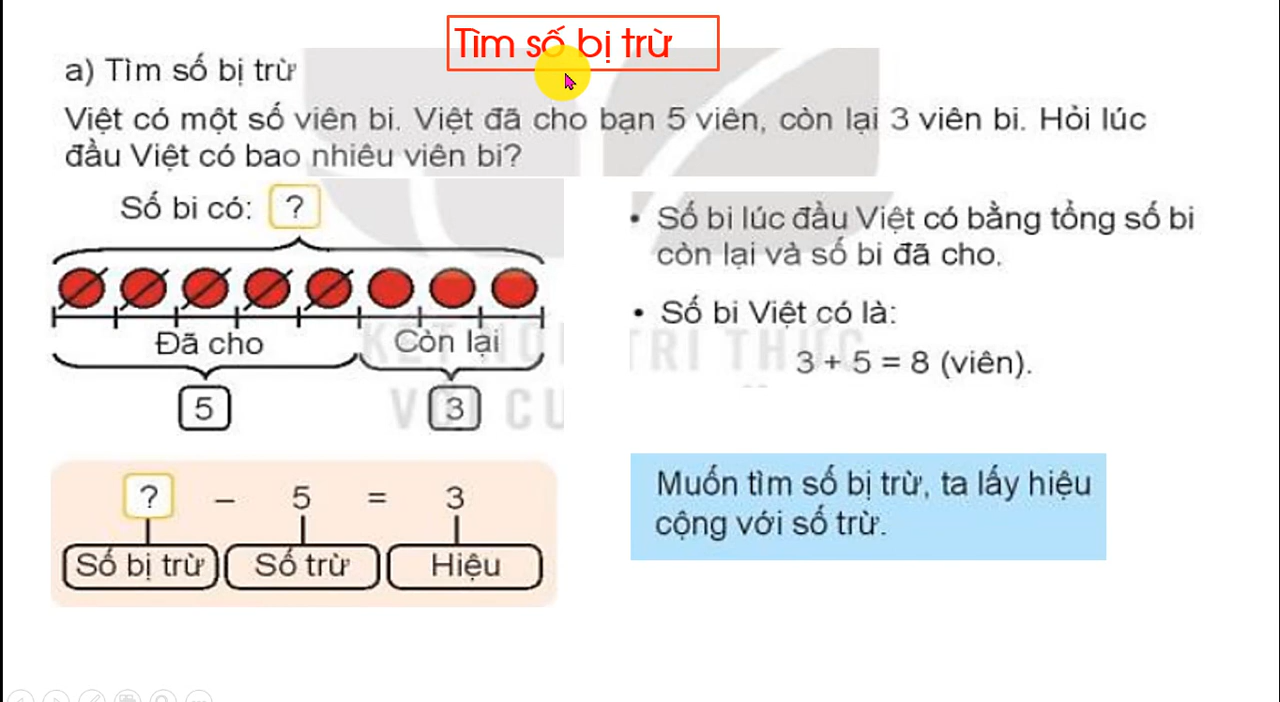 Tìm số bị trừ
a) Tìm số bị trừ
Việt có một số viên bi. Việt đã cho bạn 5 viên, còn lại 3 viên bi. Hỏi lúc
đầu Việt có bao nhiêu viên bi?
Số bi có: ?
Đã cho
Còn lại
5
3
? – 5 = 3
Số bị trừ
Số trừ
Hiệu
• Số bi lúc đầu Việt có bằng tổng số bi
còn lại và số bi đã cho.
• Số bi Việt có là:
3 + 5 = 8 (viên).
Muốn tìm số bị trừ, ta lấy hiệu
cộng với số trừ.